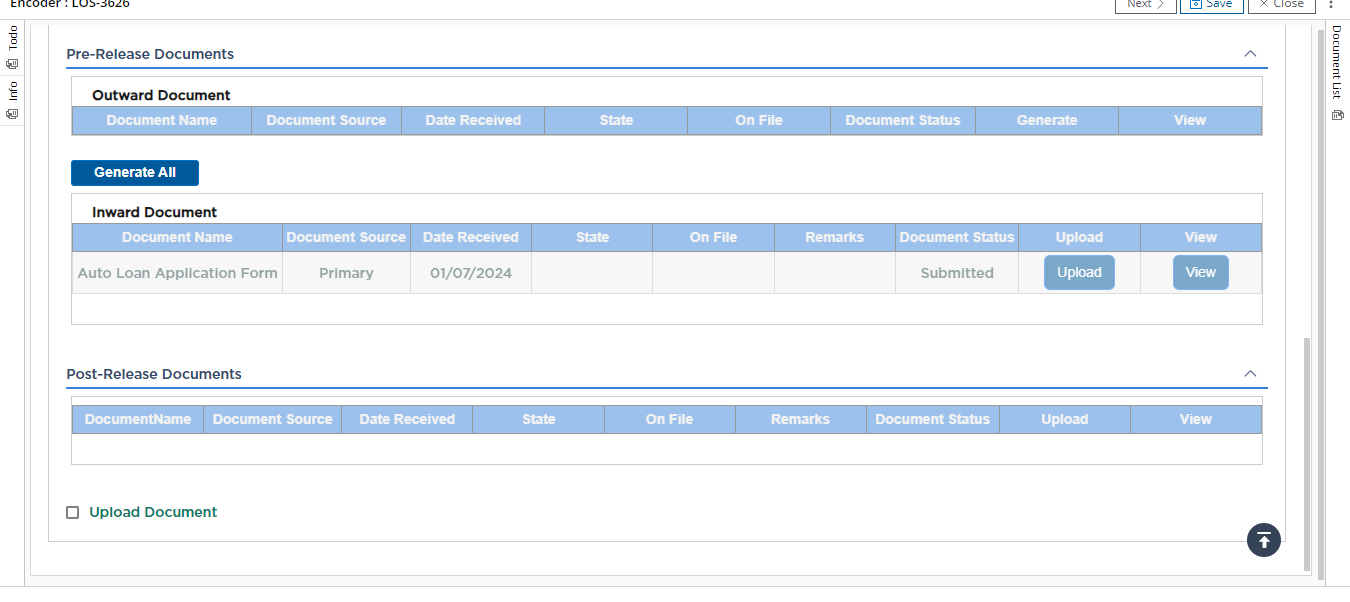 Encoder : LOS-3626
Next Save Close
Todo
Info
Document List
Pre-Release Documents
Outward Document
Document Name Document Source Date Received State On File Document Status Generate View
Generate All
Inward Document
Document Name Document Source Date Received State On File Remarks Document Status Upload View
Auto Loan Application Form Primary 01/07/2024 Submitted Upload View
Post-Release Documents
DocumentName Document Source Date Received State On File Remarks Document Status Upload View
Upload Document